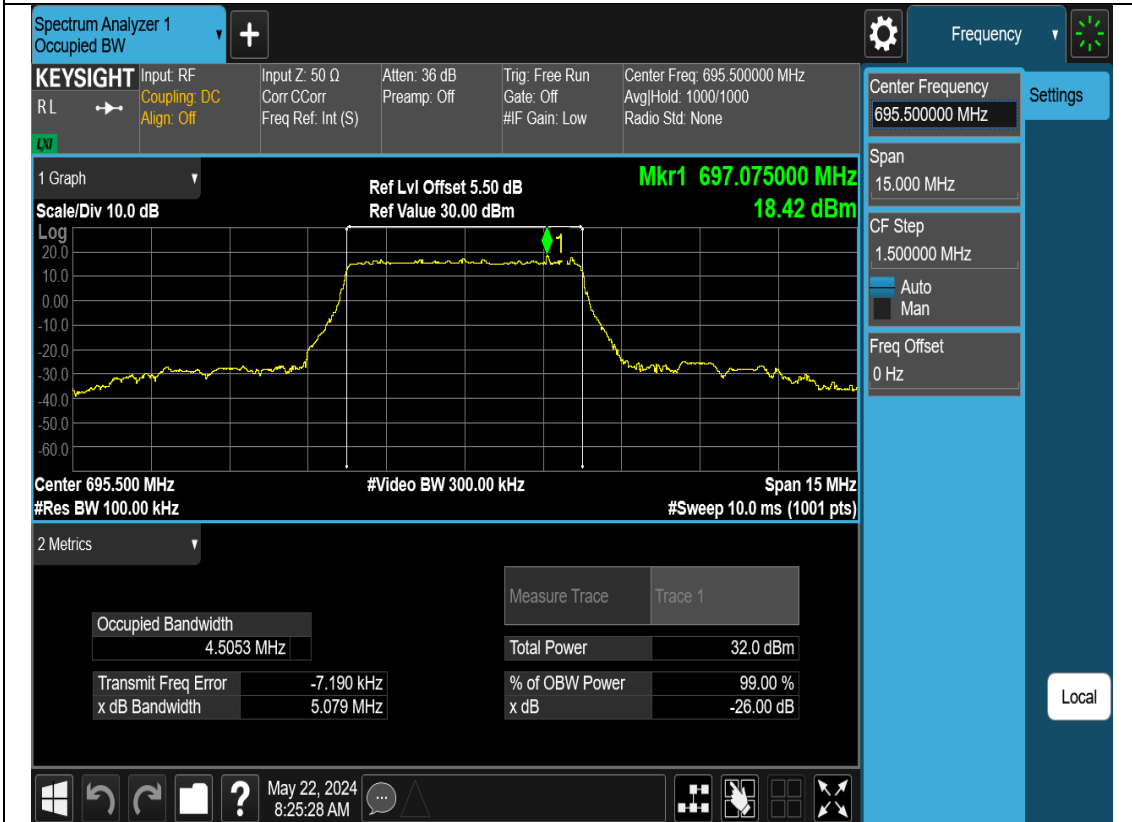 Spectrum Analyzer 1
Occupied BW
Frequency
KEYSIGHT
RL
LXI
Input: RF
Coupling: DC
Align: Off
Input Z: 50 Ω
Corr CCorr
Freq Ref: Int (S)
Atten: 36 dB
Preamp: Off
Trig: Free Run
Gate: Off
#IF Gain: Low
Center Freq: 695.500000 MHz
Avg|Hold: 1000/1000
Radio Std: None
Center Frequency
695.500000 MHz
Settings
Span
15.000 MHz
CF Step
1.500000 MHz
Auto
Man
Freq Offset
0 Hz
Local
1 Graph
Scale/Div 10.0 dB
Ref Lvl Offset 5.50 dB
Ref Value 30.00 dBm
Mkr1 697.075000 MHz
18.42 dBm
Log
1
20.0
10.0
0.00
-10.0
-20.0
-30.0
-40.0
-50.0
-60.0
Center 695.500 MHz
#Res BW 100.00 kHz
#Video BW 300.00 kHz
Span 15 MHz
#Sweep 10.0 ms (1001 pts)
2 Metrics
Measure Trace Trace 1
Occupied Bandwidth
4.5053 MHz
Total Power 32.0 dBm
Transmit Freq Error -7.190 kHz
% of OBW Power 99.00 %
x dB Bandwidth 5.079 MHz
x dB -26.00 dB
May 22, 2024
8:25:28 AM